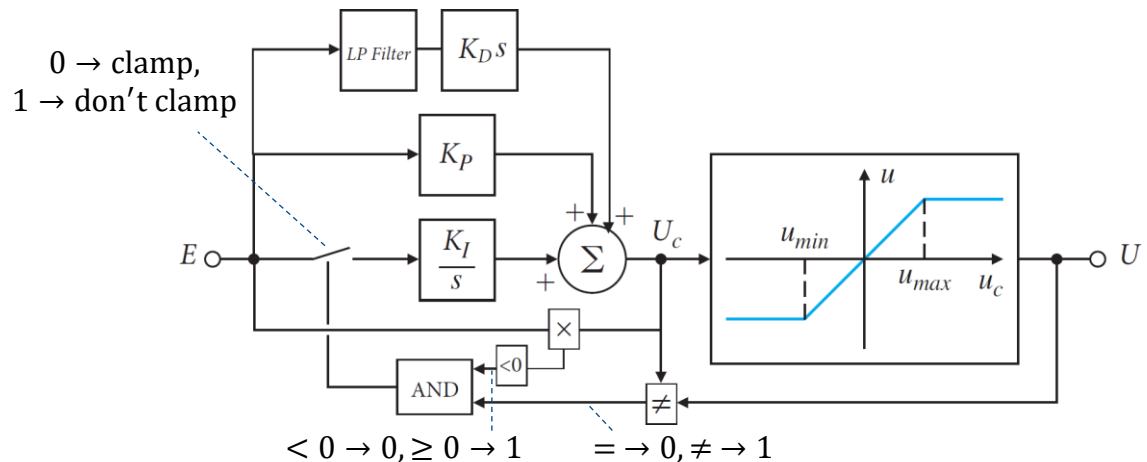 LP Filter
K_D s
0 → clamp,
1 → don't clamp
K_P
u
+
+
U_c
u_min
E
K_I
s
+
Σ
u_max
u_c
U
×
<0
AND
≠
< 0 → 0, ≥ 0 → 1
= → 0, ≠ → 1